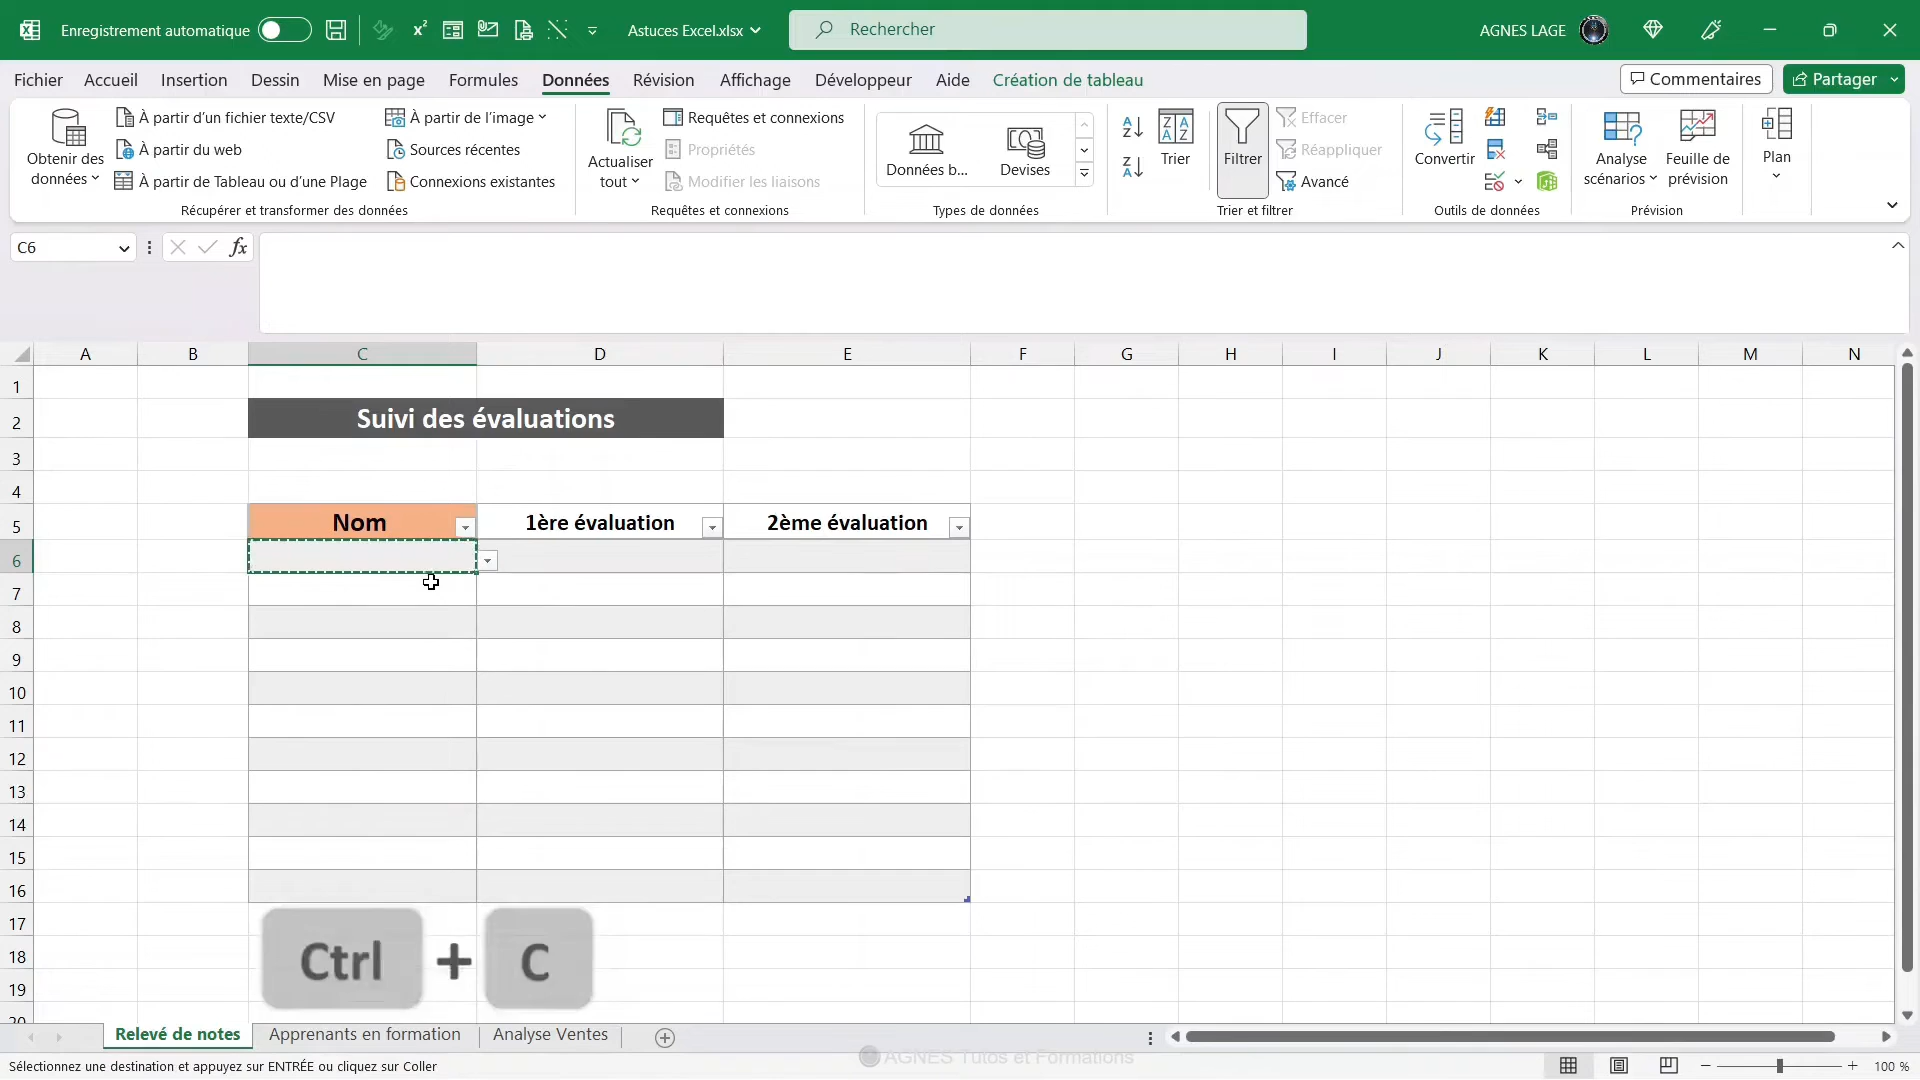 Enregistrement automatique
x²
Astuces Excel.xlsx
Rechercher
AGNES LAGE
Fichier Accueil Insertion Dessin Mise en page Formules Données Révision Affichage Développeur Aide Création de tableau
Commentaires
Partager
Obtenir des données
À partir d'un fichier texte/CSV
À partir du web
À partir de Tableau ou d'une Plage
À partir de l'image
Sources récentes
Connexions existantes
Récupérer et transformer des données
Actualiser tout
Requêtes et connexions
Propriétés
Modifier les liaisons
Requêtes et connexions
Données b...
Devises
Types de données
Trier
Filtrer
Effacer
Réappliquer
Avancé
Trier et filtrer
Convertir
Outils de données
Analyse scénarios
Feuille de prévision
Prévision
Plan
C6
fx
A B C D E F G H I J K L M N
1
2 Suivi des évaluations
3
4
5 Nom 1ère évaluation 2ème évaluation
6
7
8
9
10
11
12
13
14
15
16
17
18
19
20
Ctrl + C
Relevé de notes Apprenants en formation Analyse Ventes
AGNES Tutos et Formations
Sélectionnez une destination et appuyez sur ENTRÉE ou cliquez sur Coller
100 %